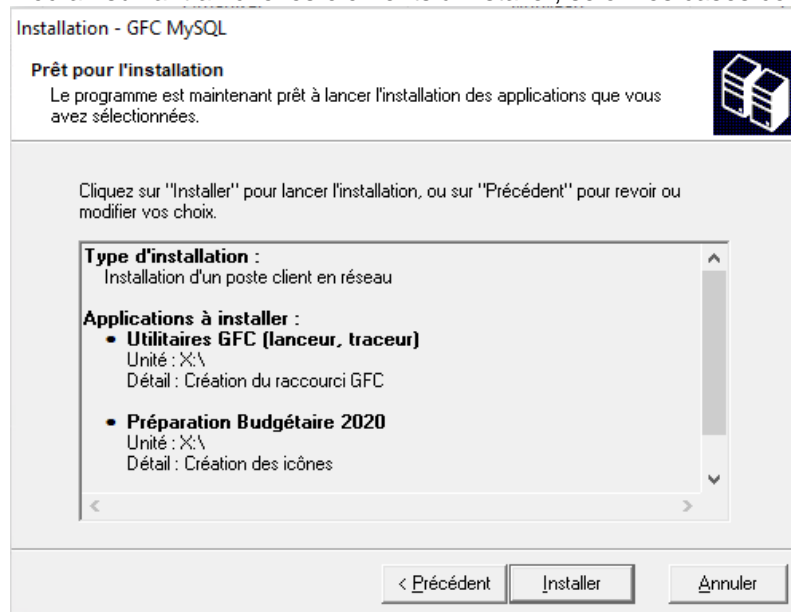 Installation - GFC MySQL
Prêt pour l'installation
Le programme est maintenant prêt à lancer l'installation des applications que vous
avez sélectionnées.
Cliquez sur "Installer" pour lancer l'installation, ou sur "Précédent" pour revoir ou
modifier vos choix.
Type d'installation :
Installation d'un poste client en réseau
Applications à installer :
• Utilitaires GFC (lanceur, traceur)
Unité : X:\
Détail : Création du raccourci GFC
• Préparation Budgétaire 2020
Unité : X:\
Détail : Création des icônes
< Précédent
Installer
Annuler